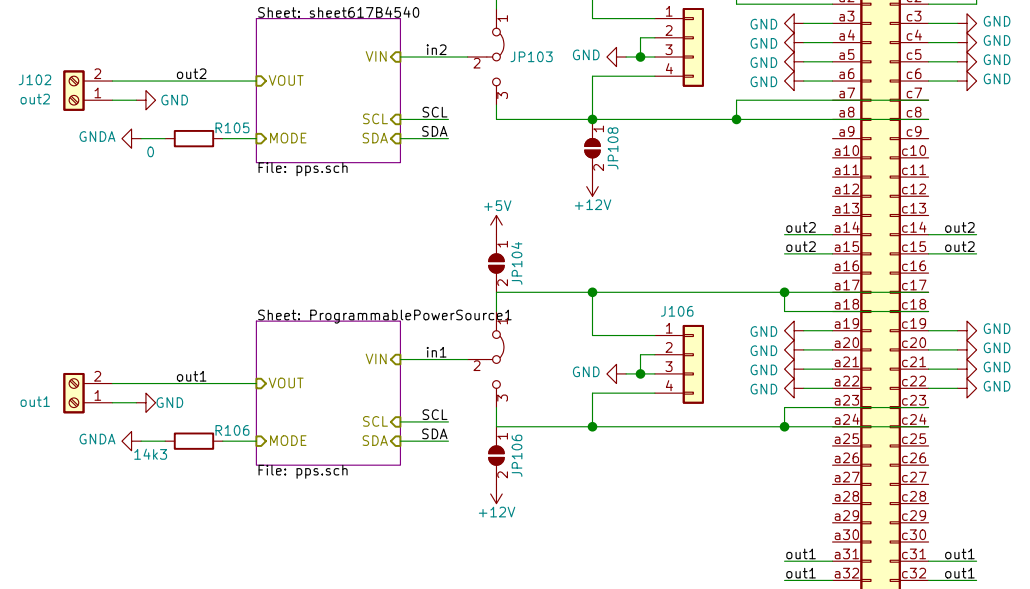 Sheet: sheet617B4540
VIN
in2
2
1
JP103
3
J102
out2
2
1
out2
GND
VOUT
SCL
SCL
SDA
SDA
GNDA
0
R105
MODE
File: pps.sch
GND
1
2
3
4
1
JP108
2
+12V
+5V
1
JP104
2
Sheet: ProgrammablePowerSource1
VIN
in1
2
1
3
out1
2
1
out1
GND
VOUT
SCL
SCL
SDA
SDA
GNDA
14k3
R106
MODE
File: pps.sch
J106
GND
1
2
3
4
1
JP106
2
+12V
a2 c2
GND a3 c3 GND
GND a4 c4 GND
GND a5 c5 GND
GND a6 c6 GND
a7 c7
a8 c8
a9 c9
a10 c10
a11 c11
a12 c12
a13 c13
out2 a14 c14 out2
out2 a15 c15 out2
a16 c16
a17 c17
a18 c18
GND a19 c19 GND
GND a20 c20 GND
GND a21 c21 GND
GND a22 c22 GND
a23 c23
a24 c24
a25 c25
a26 c26
a27 c27
a28 c28
a29 c29
a30 c30
out1 a31 c31 out1
out1 a32 c32 out1